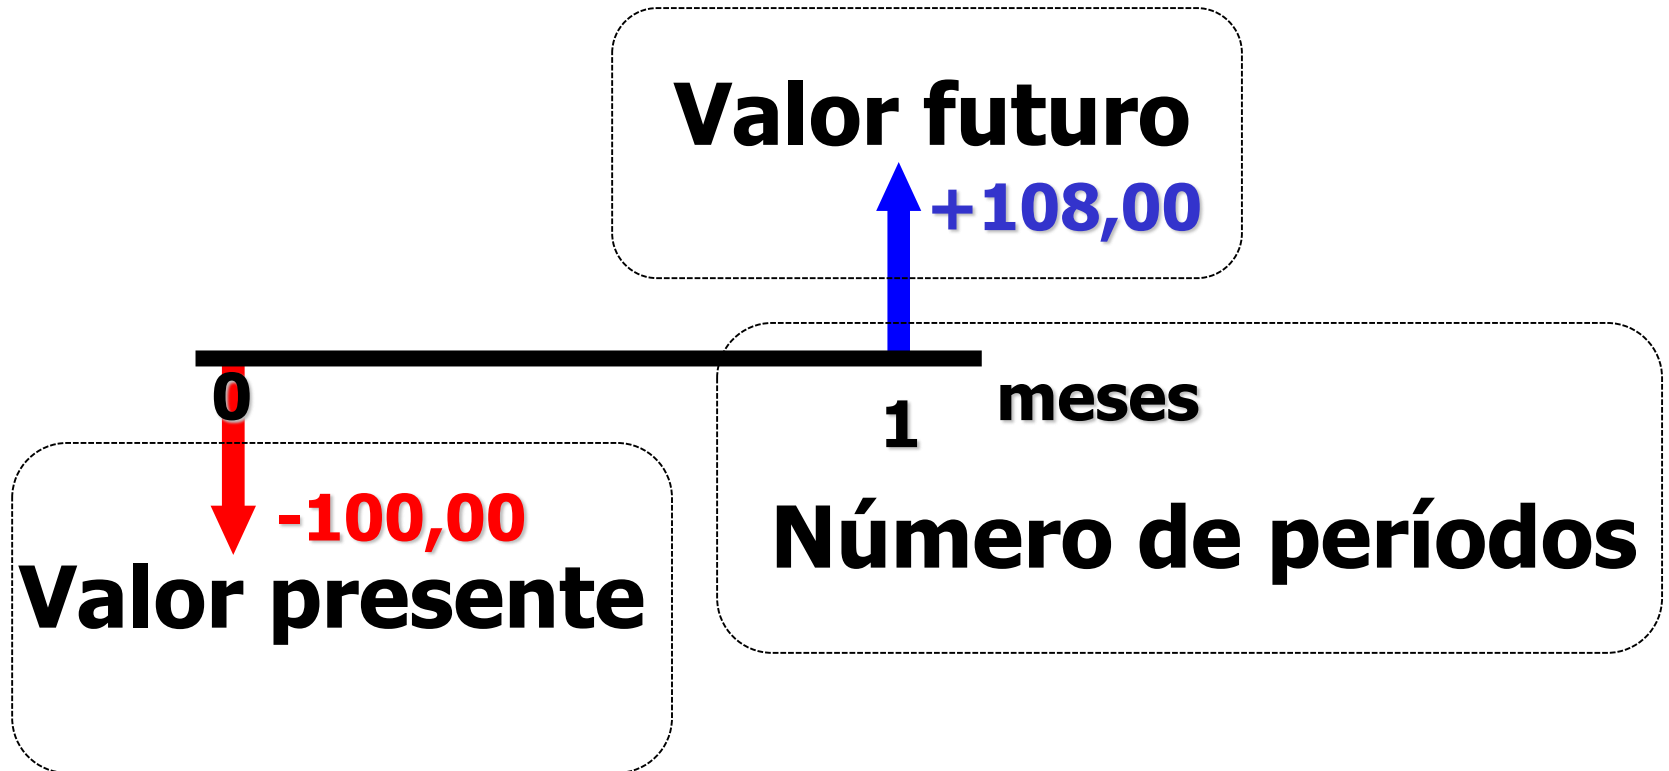 Valor futuro
+108,00
0
1
meses
-100,00
Valor presente
Número de períodos